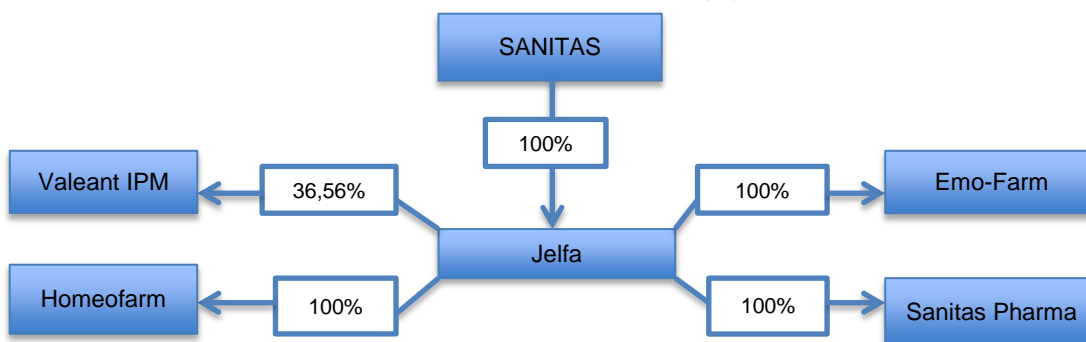 SANITAS
100%
Valeant IPM
36,56%
100%
Emo-Farm
Jelfa
Homeofarm
100%
100%
Sanitas Pharma